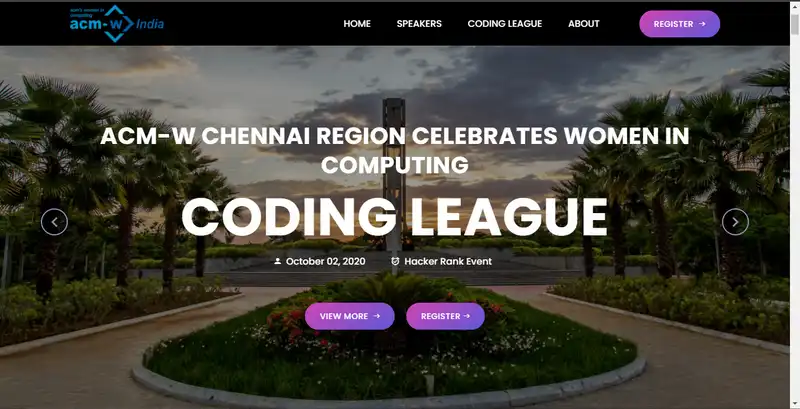 acm's women in
computing
acm-w India
HOME SPEAKERS CODING LEAGUE ABOUT REGISTER →
ACM-W CHENNAI REGION CELEBRATES WOMEN IN
COMPUTING
CODING LEAGUE
October 02, 2020 Hacker Rank Event
VIEW MORE → REGISTER →